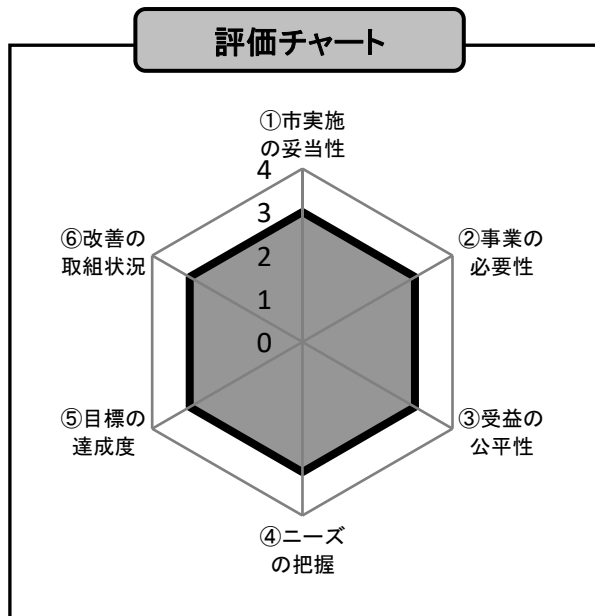 評価チャート
①市実施
の妥当性
4
3
2
1
0
②事業の
必要性
③受益の
公平性
④ニーズ
の把握
⑤目標の
達成度
⑥改善の
取組状況